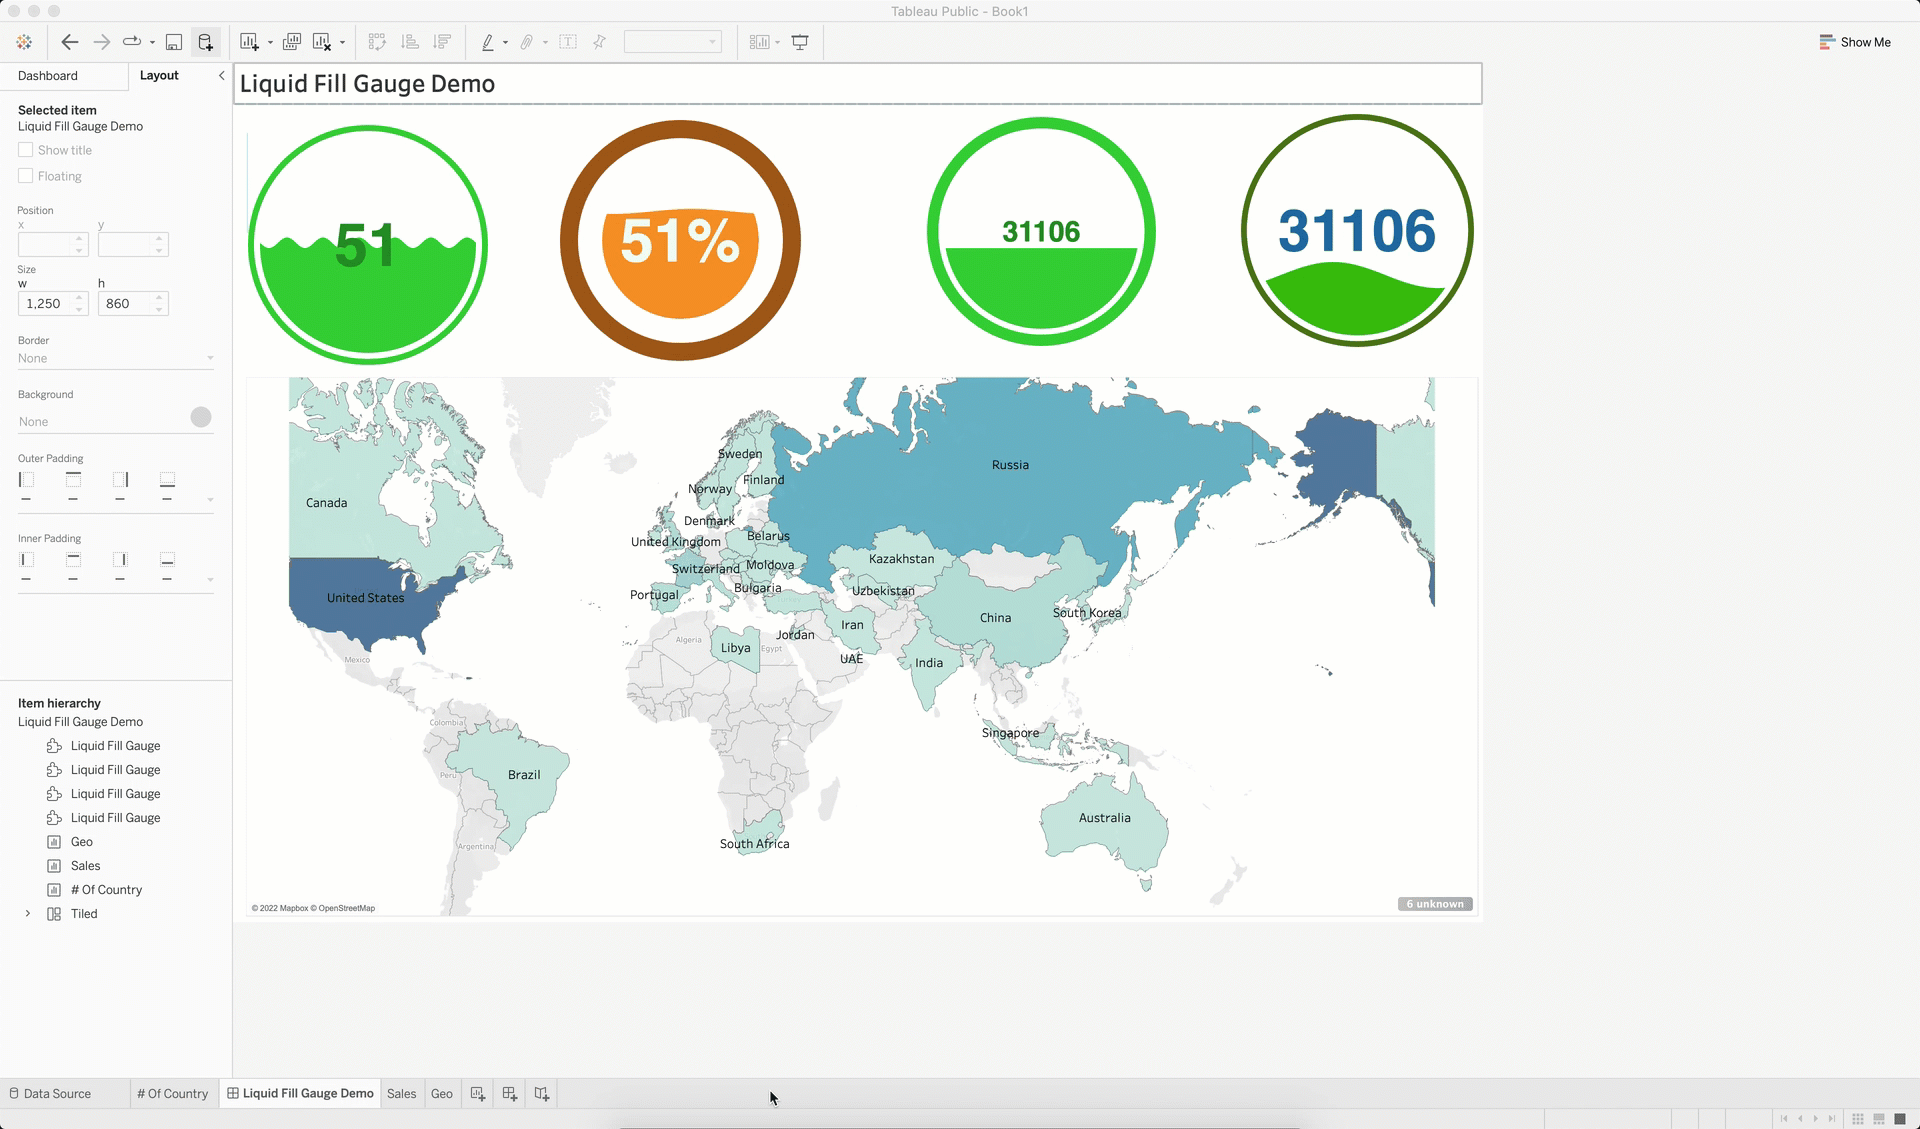 Tableau Public - Book1
Show Me
Dashboard
Layout
Selected item
Liquid Fill Gauge Demo
Show title
Floating
Position
x y
Size
w h
1,250 860
Border
None
Background
None
Outer Padding
Inner Padding
Item hierarchy
Liquid Fill Gauge Demo
Liquid Fill Gauge
Liquid Fill Gauge
Liquid Fill Gauge
Liquid Fill Gauge
Geo
Sales
# Of Country
Tiled
Liquid Fill Gauge Demo
51
51%
31106
31106
Russia
Sweden
Finland
Norway
Canada
Denmark
Belarus
United Kingdom
Kazakhstan
Moldova
Switzerland
Bulgaria
Uzbekistan
Portugal
United States
South Korea
China
Iran
Jordan
Algeria
Libya
Egypt
UAE
India
Mexico
Colombia
Singapore
Peru
Brazil
Australia
Argentina
South Africa
© 2022 Mapbox © OpenStreetMap
6 unknown
Data Source
# Of Country
Liquid Fill Gauge Demo
Sales
Geo